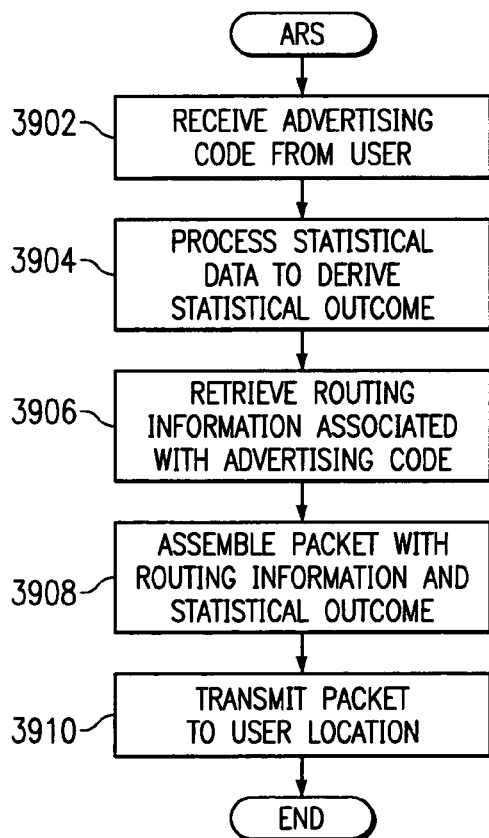 ARS
3902
RECEIVE ADVERTISING
CODE FROM USER
3904
PROCESS STATISTICAL
DATA TO DERIVE
STATISTICAL OUTCOME
3906
RETRIEVE ROUTING
INFORMATION ASSOCIATED
WITH ADVERTISING CODE
3908
ASSEMBLE PACKET WITH
ROUTING INFORMATION AND
STATISTICAL OUTCOME
3910
TRANSMIT PACKET
TO USER LOCATION
END